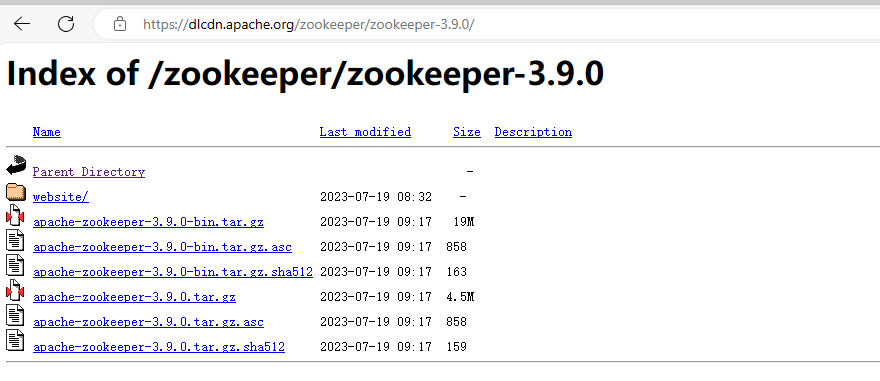 https://dlcdn.apache.org/zookeeper/zookeeper-3.9.0/
Index of /zookeeper/zookeeper-3.9.0
Name Last modified Size Description
Parent Directory -
website/ 2023-07-19 08:32 -
apache-zookeeper-3.9.0-bin.tar.gz 2023-07-19 09:17 19M
apache-zookeeper-3.9.0-bin.tar.gz.asc 2023-07-19 09:17 858
apache-zookeeper-3.9.0-bin.tar.gz.sha512 2023-07-19 09:17 163
apache-zookeeper-3.9.0.tar.gz 2023-07-19 09:17 4.5M
apache-zookeeper-3.9.0.tar.gz.asc 2023-07-19 09:17 858
apache-zookeeper-3.9.0.tar.gz.sha512 2023-07-19 09:17 159